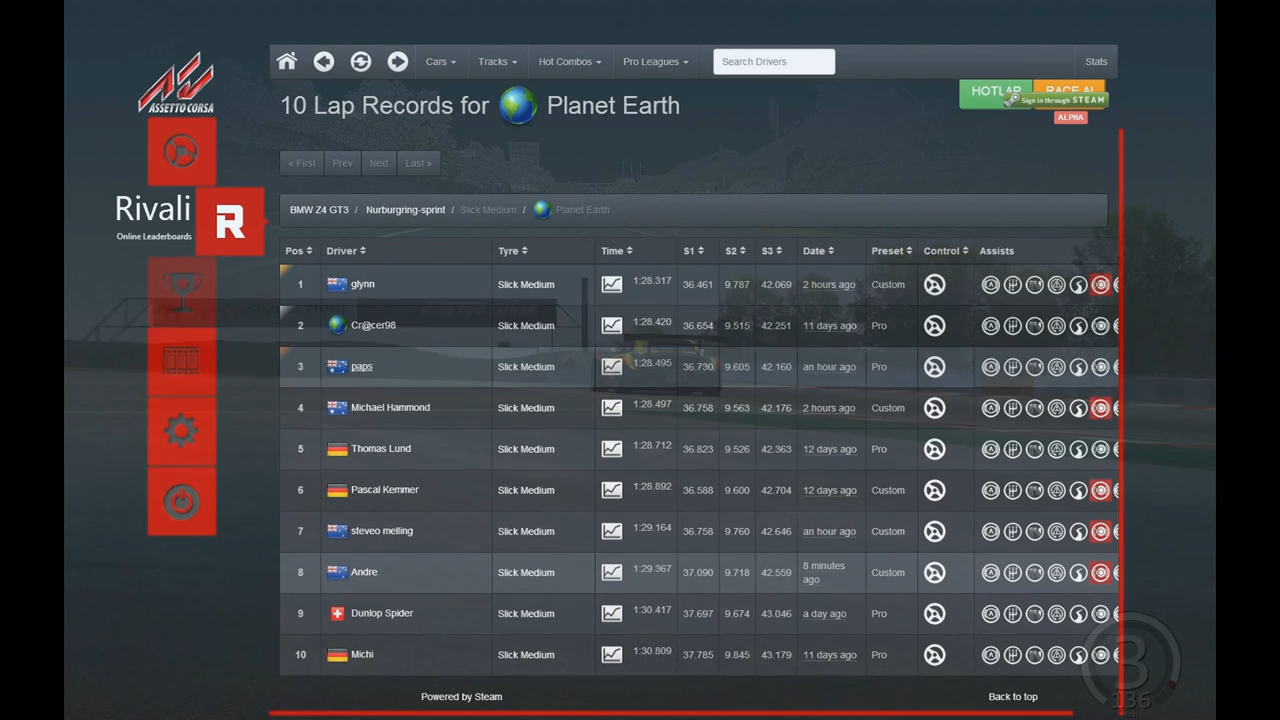 Cars Tracks Hot Combos Pro Leagues Search Drivers Stats
ASSETTO CORSA
10 Lap Records for Planet Earth
HOTLAP RACE AI
Sign in through STEAM
ALPHA
« First Prev Next Last »
Rivali
Online Leaderboards
R
BMW Z4 GT3 / Nurburgring-sprint / Slick Medium / Planet Earth
Pos Driver Tyre Time S1 S2 S3 Date Preset Control Assists
1 glynn Slick Medium 1:28.317 36.461 9.787 42.069 2 hours ago Custom
2 Cr@cer98 Slick Medium 1:28.420 36.654 9.515 42.251 11 days ago Pro
3 paps Slick Medium 1:28.495 36.730 9.605 42.160 an hour ago Pro
4 Michael Hammond Slick Medium 1:28.497 36.758 9.563 42.176 2 hours ago Custom
5 Thomas Lund Slick Medium 1:28.712 36.823 9.526 42.363 12 days ago Pro
6 Pascal Kemmer Slick Medium 1:28.892 36.588 9.600 42.704 12 days ago Custom
7 steveo melling Slick Medium 1:29.164 36.758 9.760 42.646 an hour ago Custom
8 Andre Slick Medium 1:29.367 37.090 9.718 42.559 8 minutes ago Custom
9 Dunlop Spider Slick Medium 1:30.417 37.697 9.674 43.046 a day ago Pro
10 Michi Slick Medium 1:30.809 37.785 9.845 43.179 11 days ago Pro
3
136
Powered by Steam Back to top